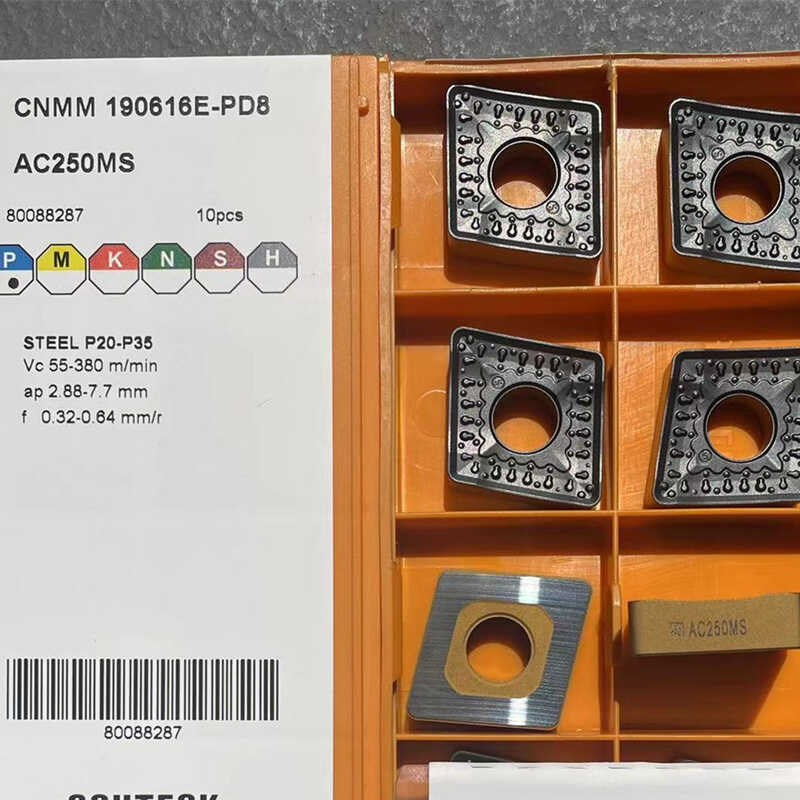 CNMM 190616E-PD8
AC250MS
80088287 10pcs
P M K N S H
STEEL P20-P35
Vc 55-380 m/min
ap 2.88-7.7 mm
f 0.32-0.64 mm/r
80088287
AC250MS